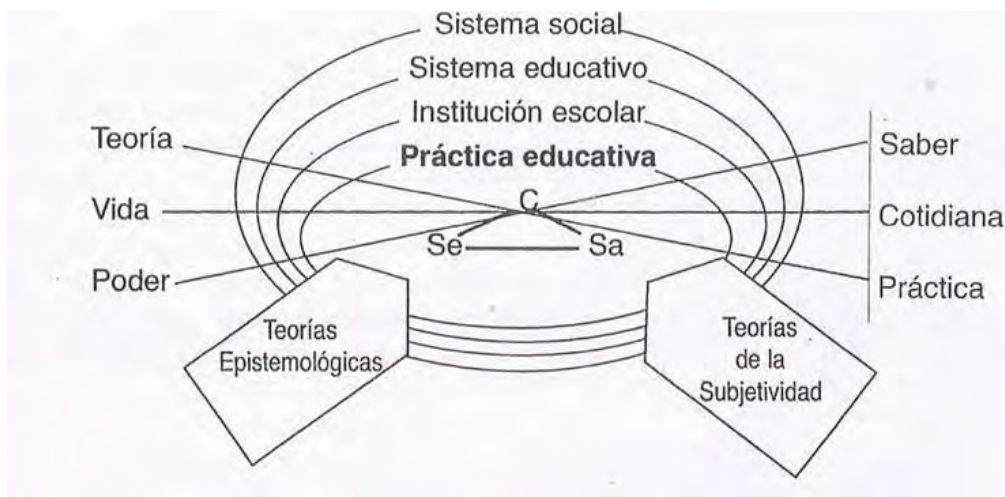 Sistema social
Sistema educativo
Institución escolar
Práctica educativa
Teoría
Saber
C
Vida
Cotidiana
Se
Sa
Poder
Práctica
Teorías
Epistemológicas
Teorías
de la
Subjetividad